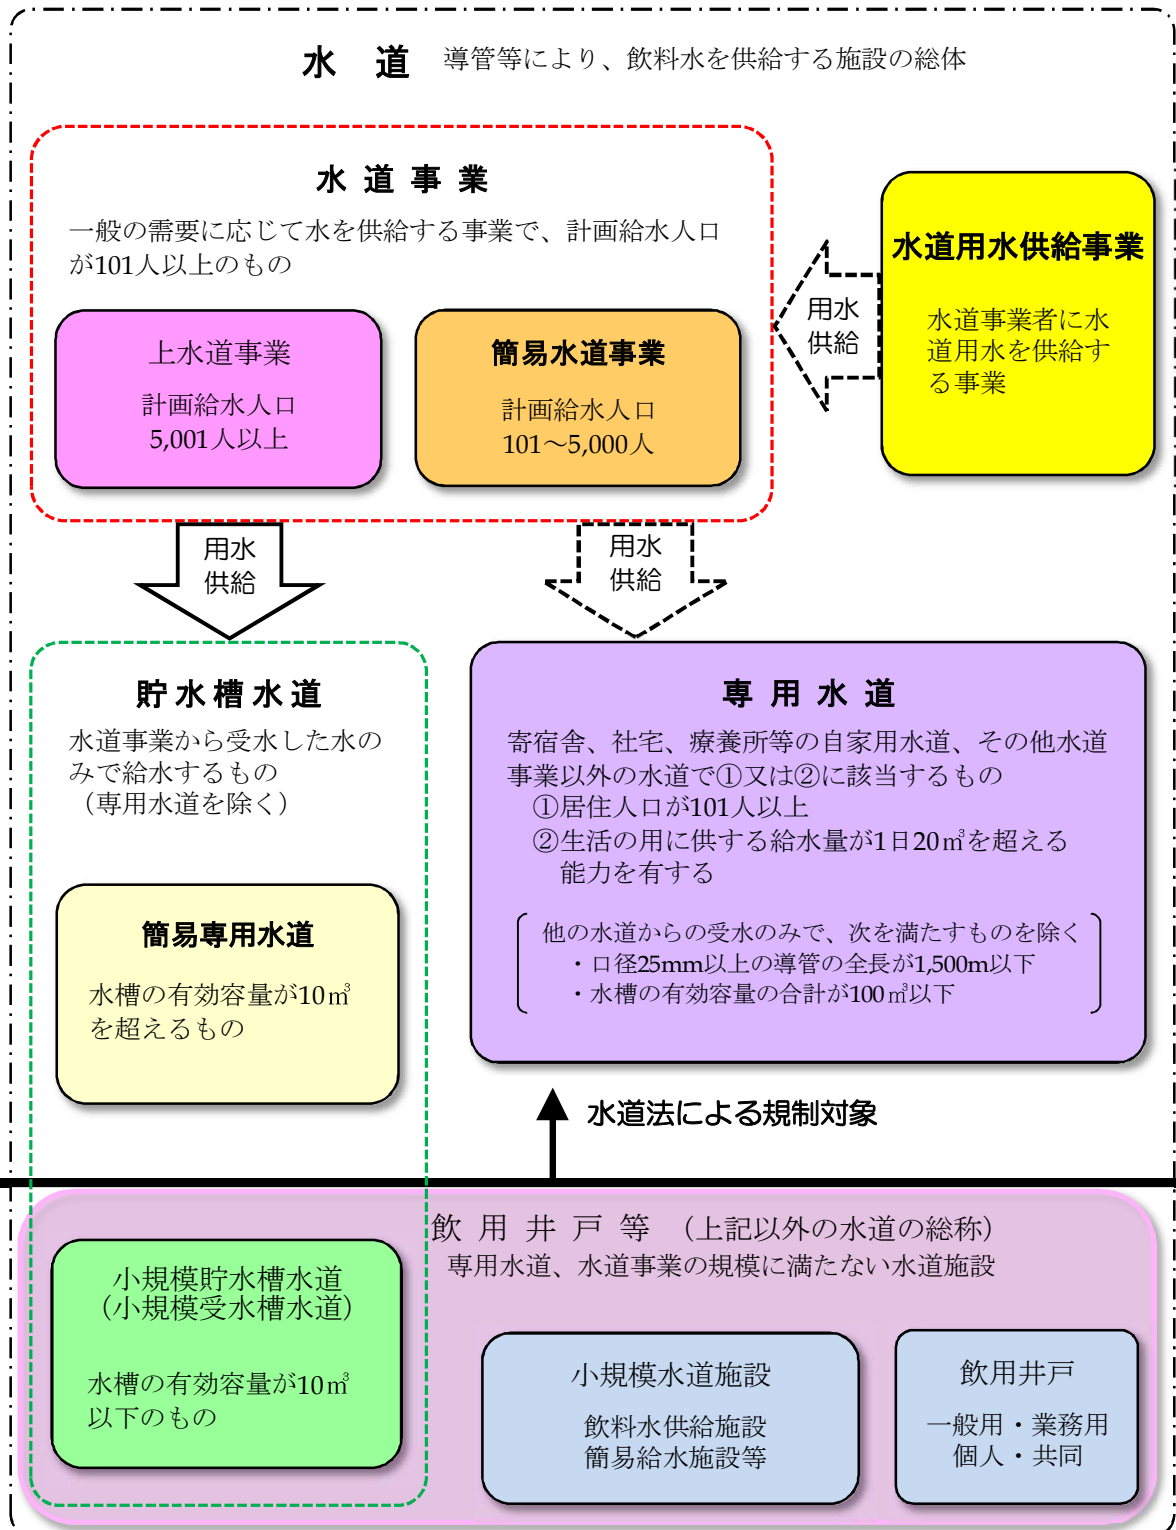 水　道　導管等により、飲料水を供給する施設の総体
水 道 事 業
一般の需要に応じて水を供給する事業で、計画給水人口
が101人以上のもの
上水道事業
計画給水人口
5,001人以上
簡易水道事業
計画給水人口
101～5,000人
用水
供給
水道用水供給事業
水道事業者に水
道用水を供給す
る事業
用水
供給
用水
供給
貯水槽水道
水道事業から受水した水の
みで給水するもの
（専用水道を除く）
簡易専用水道
水槽の有効容量が10㎥
を超えるもの
専 用 水 道
寄宿舎、社宅、療養所等の自家用水道、その他水道
事業以外の水道で①又は②に該当するもの
①居住人口が101人以上
②生活の用に供する給水量が1日20㎥を超える
能力を有する
他の水道からの受水のみで、次を満たすものを除く
・口径25mm以上の導管の全長が1,500m以下
・水槽の有効容量の合計が100㎥以下
水道法による規制対象
飲 用 井 戸 等 （上記以外の水道の総称）
専用水道、水道事業の規模に満たない水道施設
小規模貯水槽水道
（小規模受水槽水道）
水槽の有効容量が10㎥
以下のもの
小規模水道施設
飲料水供給施設
簡易給水施設等
飲用井戸
一般用・業務用
個人・共同